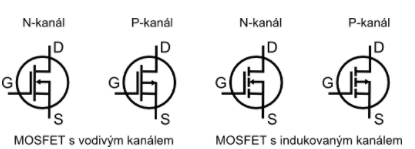 N-kanál P-kanál N-kanál P-kanál
D D D D
G G G G
S S S S
MOSFET s vodivým kanálem MOSFET s indukovaným kanálem